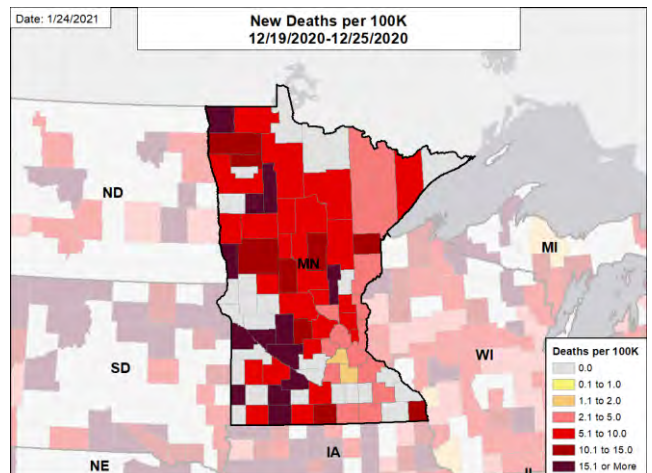 Date: 1/24/2021
New Deaths per 100K
12/19/2020-12/25/2020
ND
MN
MI
SD
WI
NE
IA
Deaths per 100K
0.0
0.1 to 1.0
1.1 to 2.0
2.1 to 5.0
5.1 to 10.0
10.1 to 15.0
15.1 or More